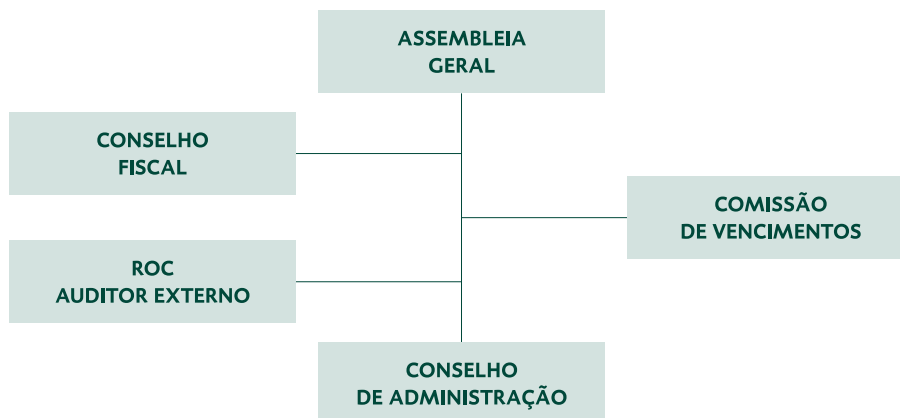 ASSEMBLEIA
GERAL
CONSELHO
FISCAL
COMISSÃO
DE VENCIMENTOS
ROC
AUDITOR EXTERNO
CONSELHO
DE ADMINISTRAÇÃO